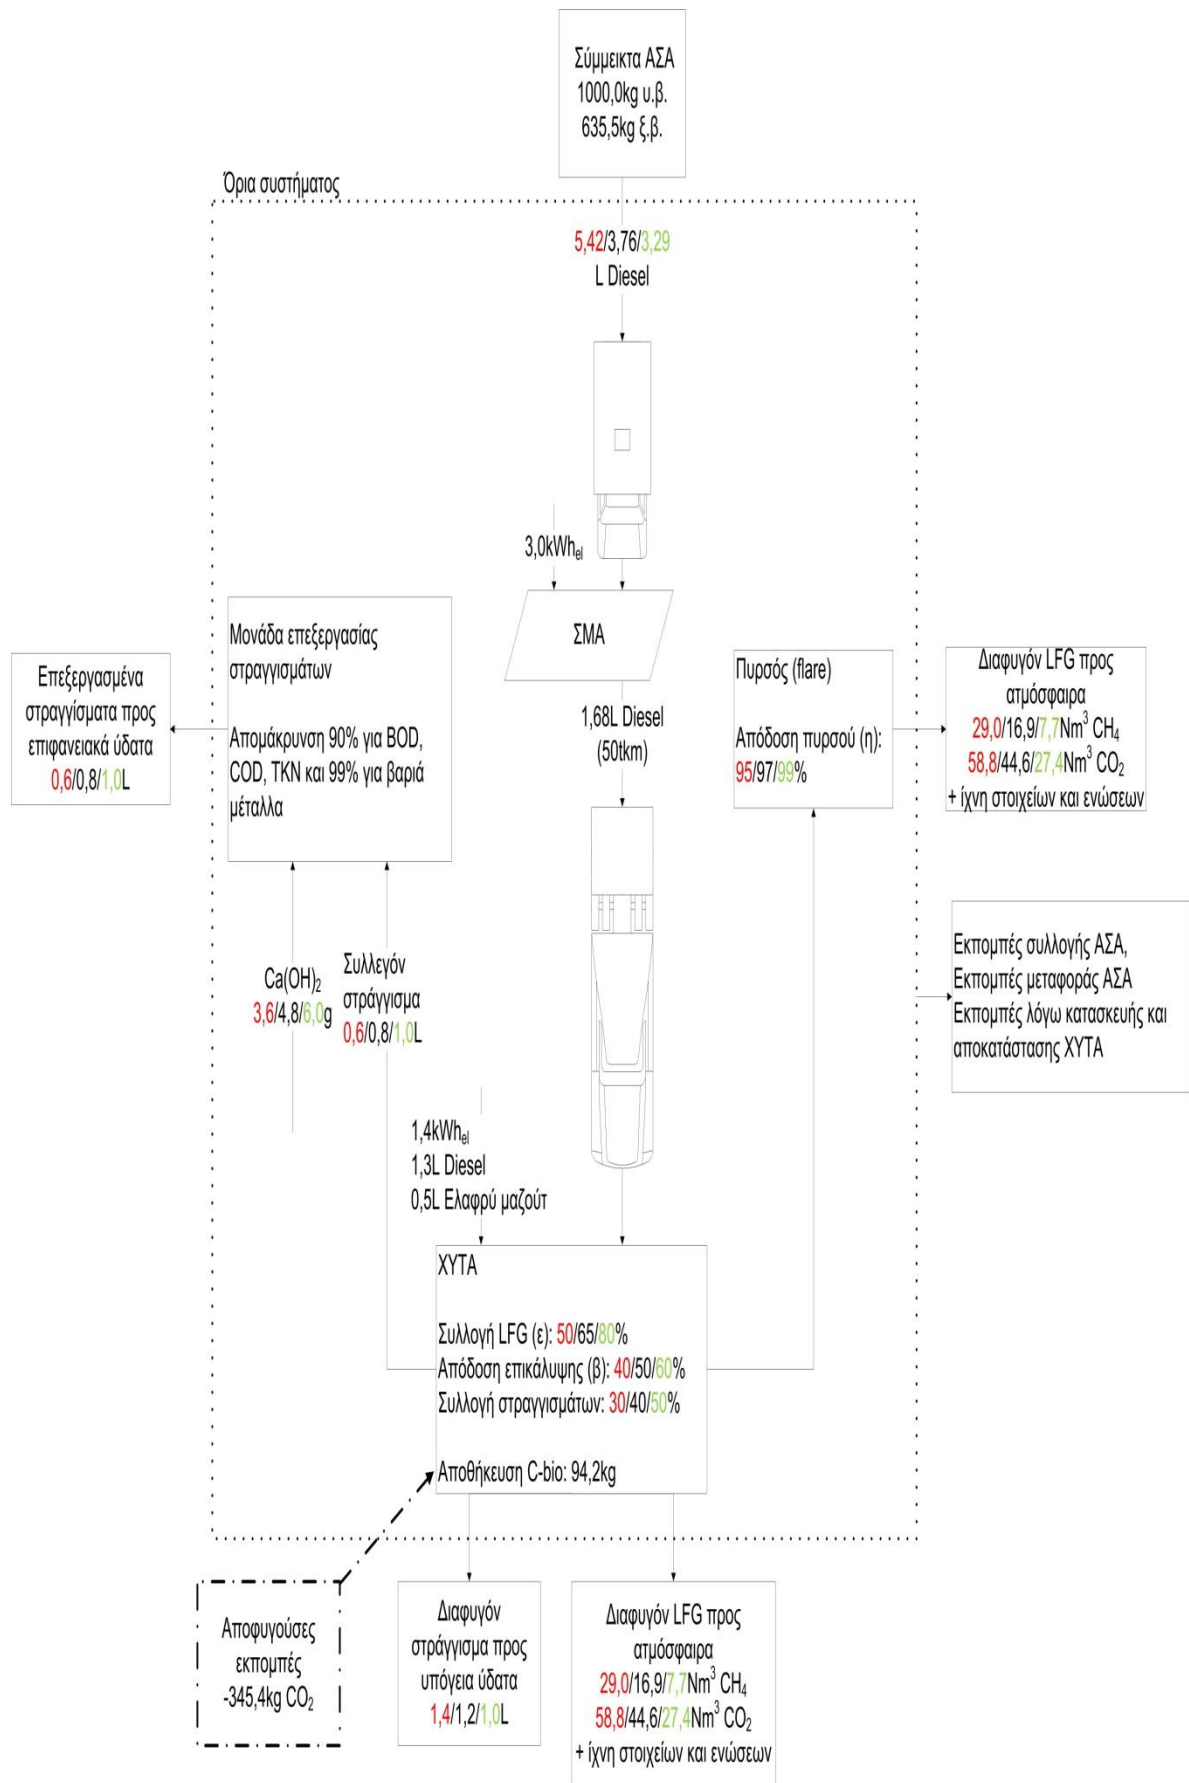 Σύμμεικτα ΑΣΑ
1000,0kg υ.β.
635,5kg ξ.β.
Όρια συστήματος
5,42/3,76/3,29
L Diesel
3,0kWhel
ΣΜΑ
1,68L Diesel
(50tkm)
Μονάδα επεξεργασίας
στραγγισμάτων
Απομάκρυνση 90% για BOD,
COD, TKN και 99% για βαριά
μέταλλα
Επεξεργασμένα
στραγγίσματα προς
επιφανειακά ύδατα
0,6/0,8/1,0L
Πυρσός (flare)
Απόδοση πυρσού (η):
95/97/99%
Διαφυγόν LFG προς
ατμόσφαιρα
29,0/16,9/7,7Nm³ CH₄
58,8/44,6/27,4Nm³ CO₂
+ ίχνη στοιχείων και ενώσεων
Εκπομπές συλλογής ΑΣΑ,
Εκπομπές μεταφοράς ΑΣΑ
Εκπομπές λόγω κατασκευής και
αποκατάστασης ΧΥΤΑ
Ca(OH)₂
3,6/4,8/6,0g
Συλλεγόν
στράγγισμα
0,6/0,8/1,0L
1,4kWhel
1,3L Diesel
0,5L Ελαφρύ μαζούτ
ΧΥΤΑ
Συλλογή LFG (ε): 50/65/80%
Απόδοση επικάλυψης (β): 40/50/60%
Συλλογή στραγγισμάτων: 30/40/50%
Αποθήκευση C-bio: 94,2kg
Αποφυγούσες
εκπομπές
-345,4kg CO₂
Διαφυγόν
στράγγισμα προς
υπόγεια ύδατα
1,4/1,2/1,0L
Διαφυγόν LFG προς
ατμόσφαιρα
29,0/16,9/7,7Nm³ CH₄
58,8/44,6/27,4Nm³ CO₂
+ ίχνη στοιχείων και ενώσεων